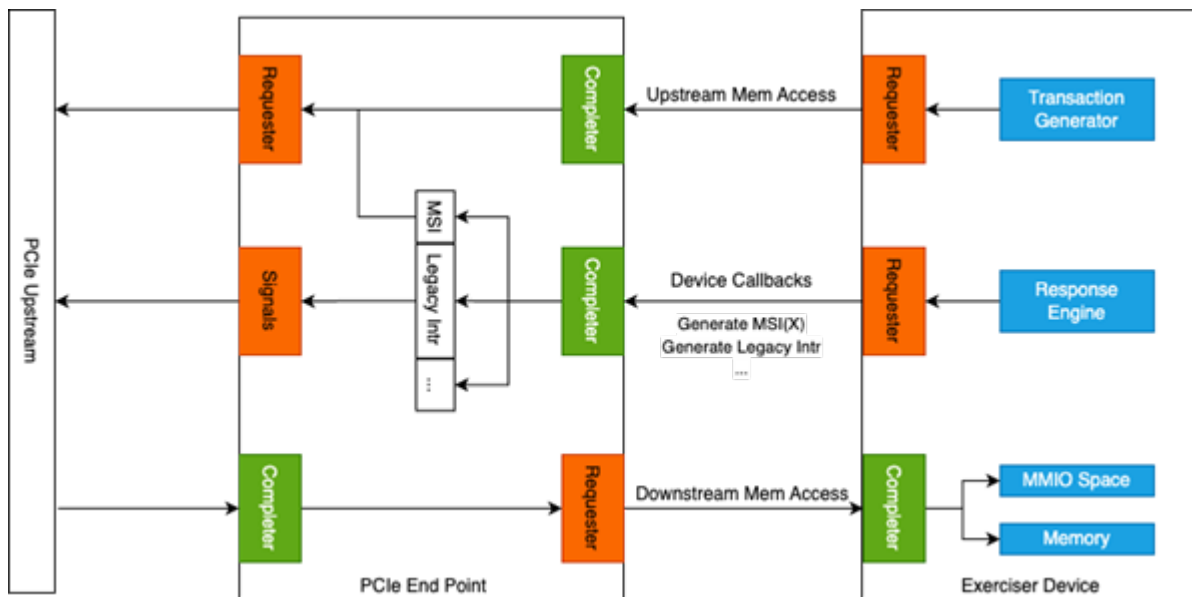 PCIe Upstream
Requester
Completer
Upstream Mem Access
Requester
Transaction
Generator
MSI
Legacy Intr
...
Signals
Completer
Device Callbacks
Generate MSI(X)
Generate Legacy Intr
...
Requester
Response
Engine
Completer
Requester
Downstream Mem Access
Completer
MMIO Space
Memory
PCIe End Point
Exerciser Device